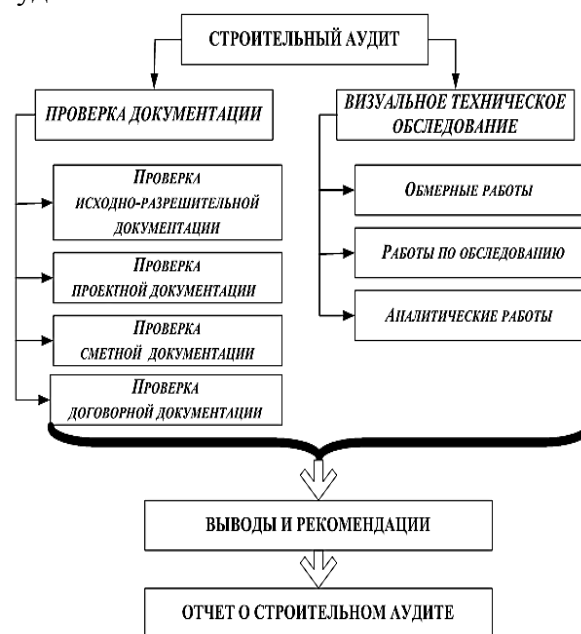 СТРОИТЕЛЬНЫЙ АУДИТ
ПРОВЕРКА ДОКУМЕНТАЦИИ
ПРОВЕРКА
ИСХОДНО-РАЗРЕШИТЕЛЬНОЙ
ДОКУМЕНТАЦИИ
ПРОВЕРКА
ПРОЕКТНОЙ ДОКУМЕНТАЦИИ
ПРОВЕРКА
СМЕТНОЙ ДОКУМЕНТАЦИИ
ПРОВЕРКА
ДОГОВОРНОЙ ДОКУМЕНТАЦИИ
ВИЗУАЛЬНОЕ ТЕХНИЧЕСКОЕ
ОБСЛЕДОВАНИЕ
ОБМЕРНЫЕ РАБОТЫ
РАБОТЫ ПО ОБСЛЕДОВАНИЮ
АНАЛИТИЧЕСКИЕ РАБОТЫ
ВЫВОДЫ И РЕКОМЕНДАЦИИ
ОТЧЕТ О СТРОИТЕЛЬНОМ АУДИТЕ